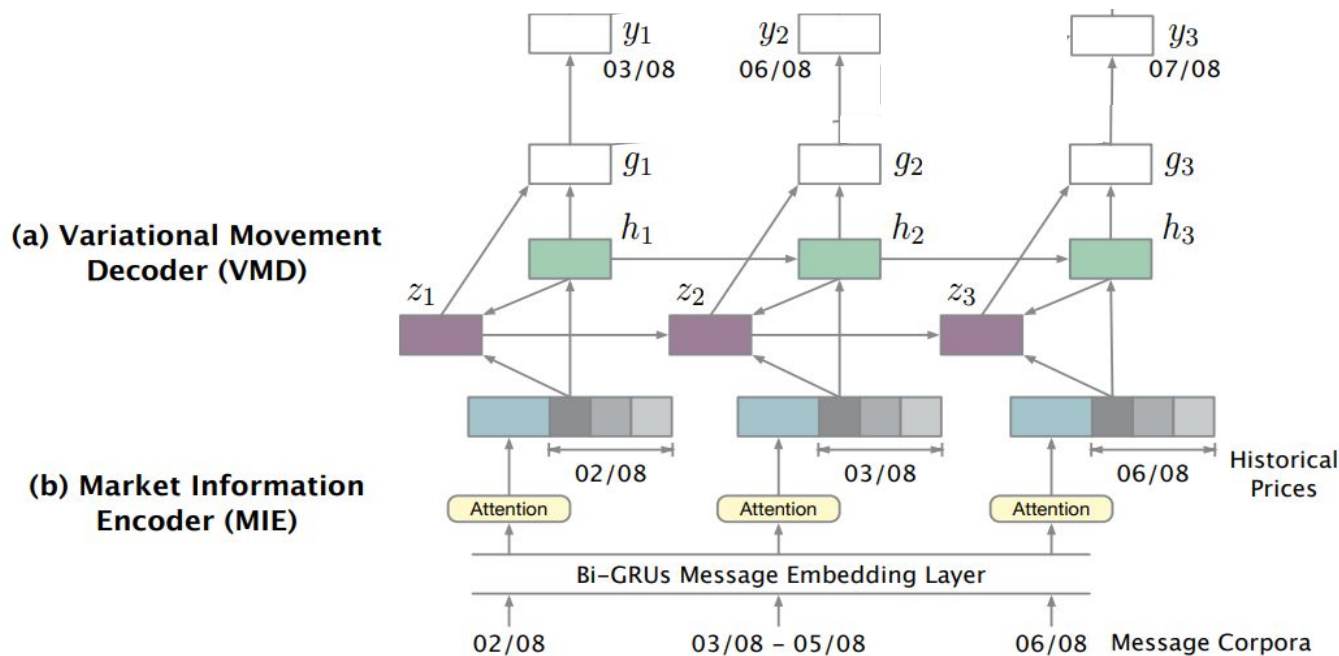 y₁ y₂ y₃
03/08 06/08 07/08
g₁ g₂ g₃
(a) Variational Movement
Decoder (VMD)
h₁ h₂ h₃
z₁ z₂ z₃
02/08 03/08 06/08
Historical
Prices
(b) Market Information
Encoder (MIE)
Attention Attention Attention
Bi-GRUs Message Embedding Layer
02/08 03/08 - 05/08 06/08 Message Corpora